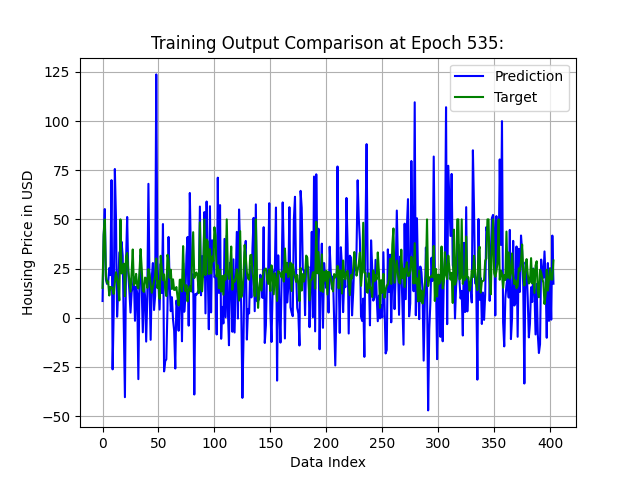 Training Output Comparison at Epoch 535:
Prediction
Target
Housing Price in USD
125
100
75
50
25
0
−25
−50
0 50 100 150 200 250 300 350 400
Data Index